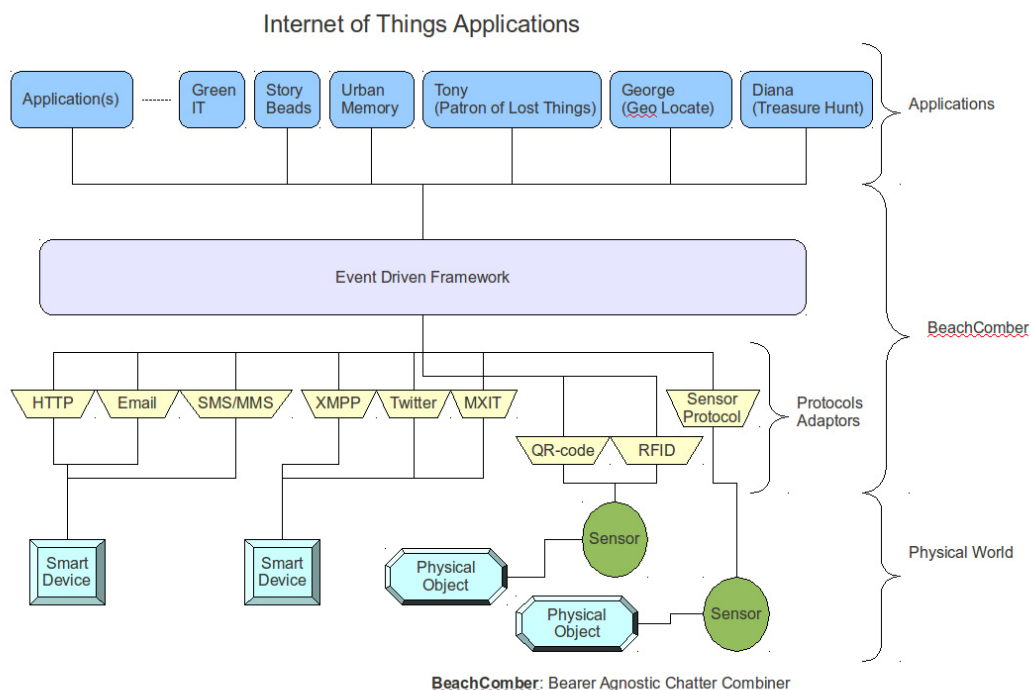 Internet of Things Applications
Application(s)
Green
IT
Story
Beads
Urban
Memory
Tony
(Patron of Lost Things)
George
(Geo Locate)
Diana
(Treasure Hunt)
Applications
Event Driven Framework
BeachComber
HTTP
Email
SMS/MMS
XMPP
Twitter
MXIT
Sensor
Protocol
Protocols
Adaptors
QR-code
RFID
Smart
Device
Smart
Device
Physical
Object
Sensor
Physical World
Physical
Object
Sensor
BeachComber: Bearer Agnostic Chatter Combiner